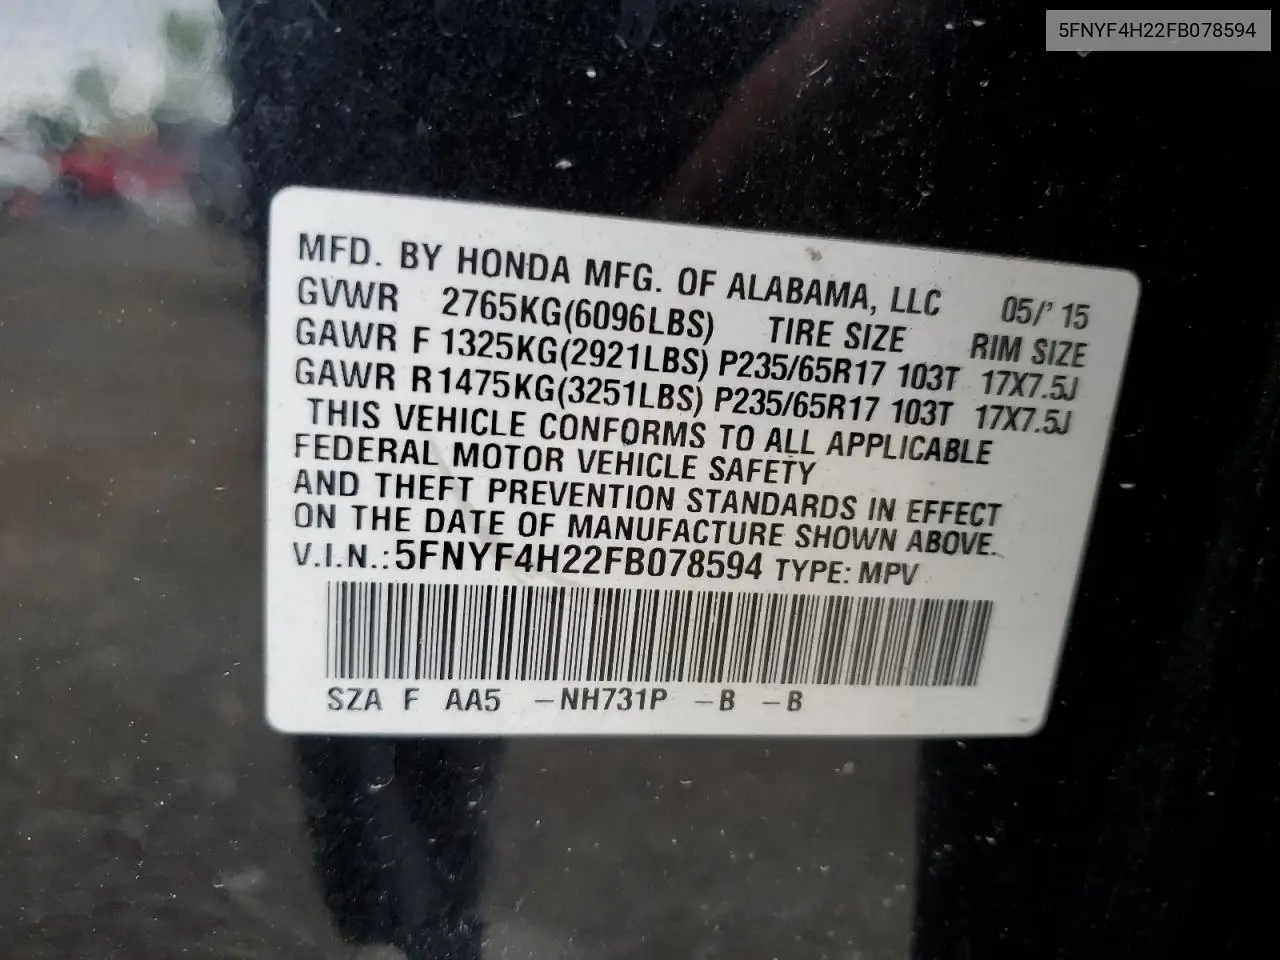 5FNYF4H22FB078594
MFD. BY HONDA MFG. OF ALABAMA, LLC 05/'15
GVWR 2765KG(6096LBS) TIRE SIZE RIM SIZE
GAWR F 1325KG(2921LBS) P235/65R17 103T 17X7.5J
GAWR R 1475KG(3251LBS) P235/65R17 103T 17X7.5J
THIS VEHICLE CONFORMS TO ALL APPLICABLE
FEDERAL MOTOR VEHICLE SAFETY
AND THEFT PREVENTION STANDARDS IN EFFECT
ON THE DATE OF MANUFACTURE SHOWN ABOVE.
V.I.N.: 5FNYF4H22FB078594 TYPE: MPV
SZA F AA5 -NH731P -B -B